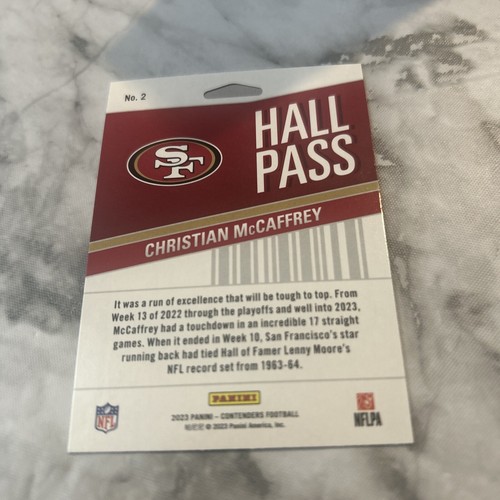 No. 2
SF
HALL
PASS
CHRISTIAN McCAFFREY
It was a run of excellence that will be tough to top. From
Week 13 of 2022 through the playoffs and well into 2023,
McCaffrey had a touchdown in an incredible 17 straight
games. When it ended in Week 10, San Francisco's star
running back had tied Hall of Famer Lenny Moore's
NFL record set from 1963-64.
PANINI
NFL
NFLPA
2023 PANINI – CONTENDERS FOOTBALL
© 2023 Panini America, Inc.